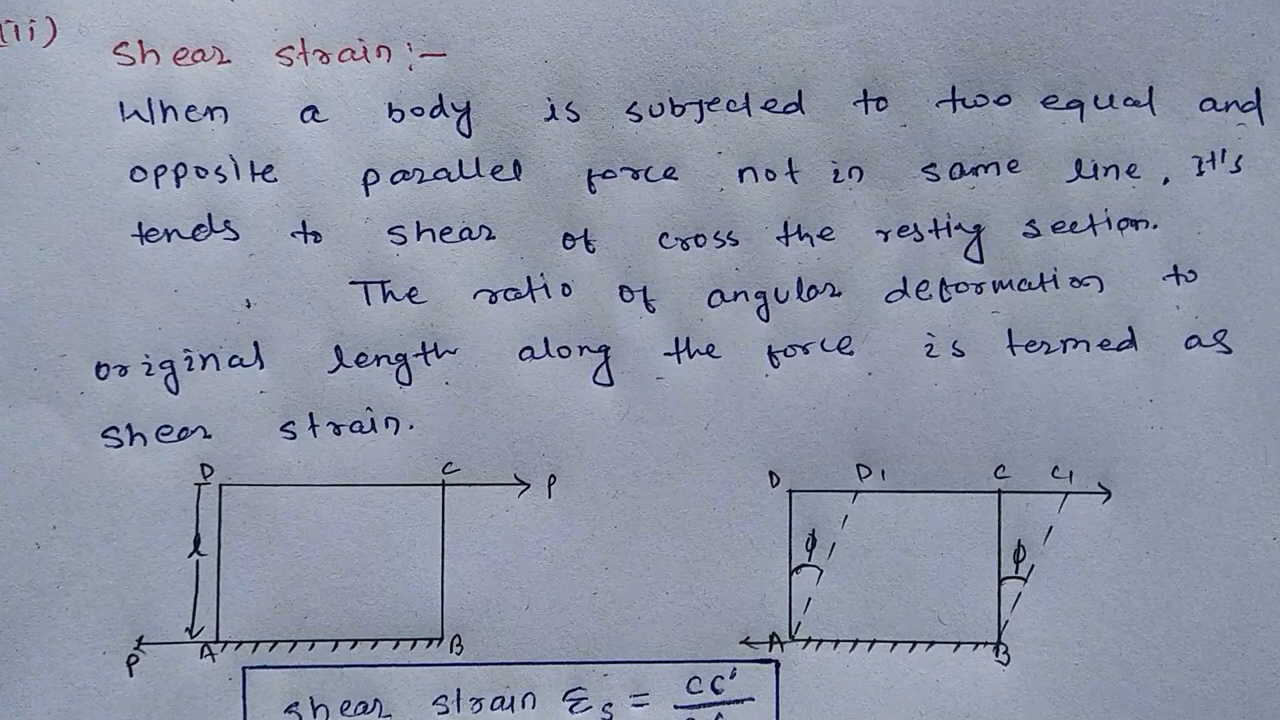 (ii)
Shear strain:-
When a body is subjected to two equal and
opposite parallel force not in same line, It's
tends to shear of cross the resting section.
The ratio of angular deformation to
original length along the force is termed as
shear strain.
D C P
l
P A B
D D1 C C1
φ φ
A B
shear strain Ɛs = CC'